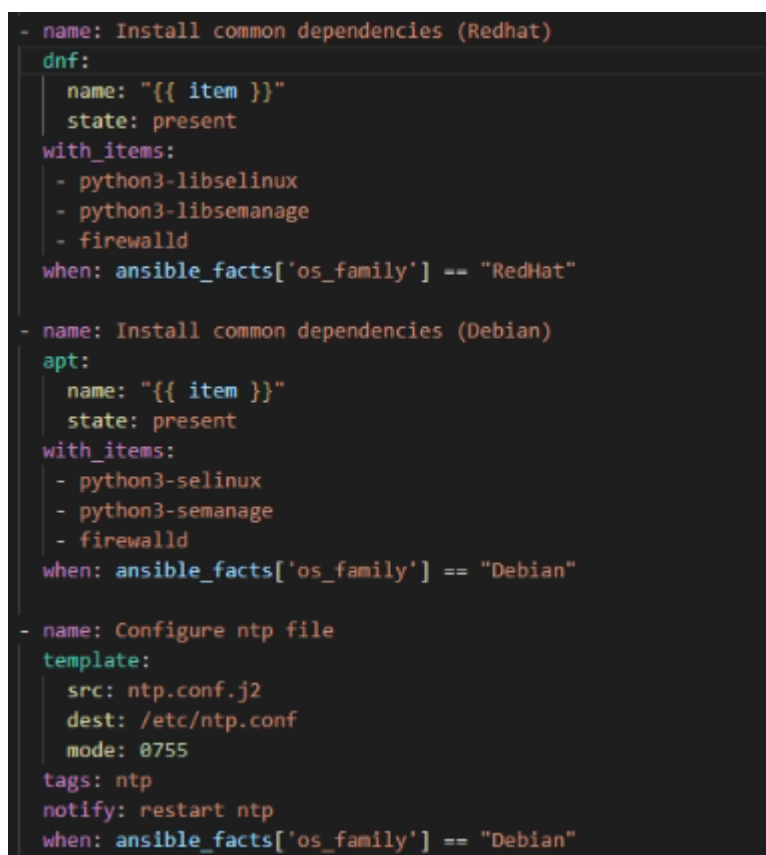 - name: Install common dependencies (Redhat)
  dnf:
    name: "{{ item }}"
    state: present
  with_items:
   - python3-libselinux
   - python3-libsemanage
   - firewalld
  when: ansible_facts['os_family'] == "RedHat"
- name: Install common dependencies (Debian)
  apt:
    name: "{{ item }}"
    state: present
  with_items:
   - python3-selinux
   - python3-semanage
   - firewalld
  when: ansible_facts['os_family'] == "Debian"
- name: Configure ntp file
  template:
    src: ntp.conf.j2
    dest: /etc/ntp.conf
    mode: 0755
  tags: ntp
  notify: restart ntp
  when: ansible_facts['os_family'] == "Debian"